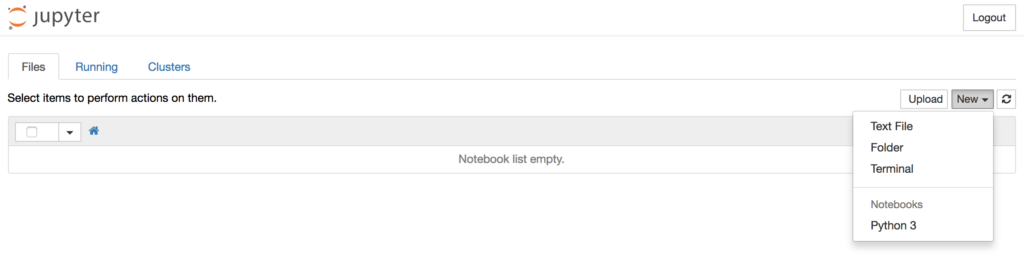 jupyter
Logout
Files Running Clusters
Select items to perform actions on them.
Upload New
Notebook list empty.
Text File
Folder
Terminal
Notebooks
Python 3